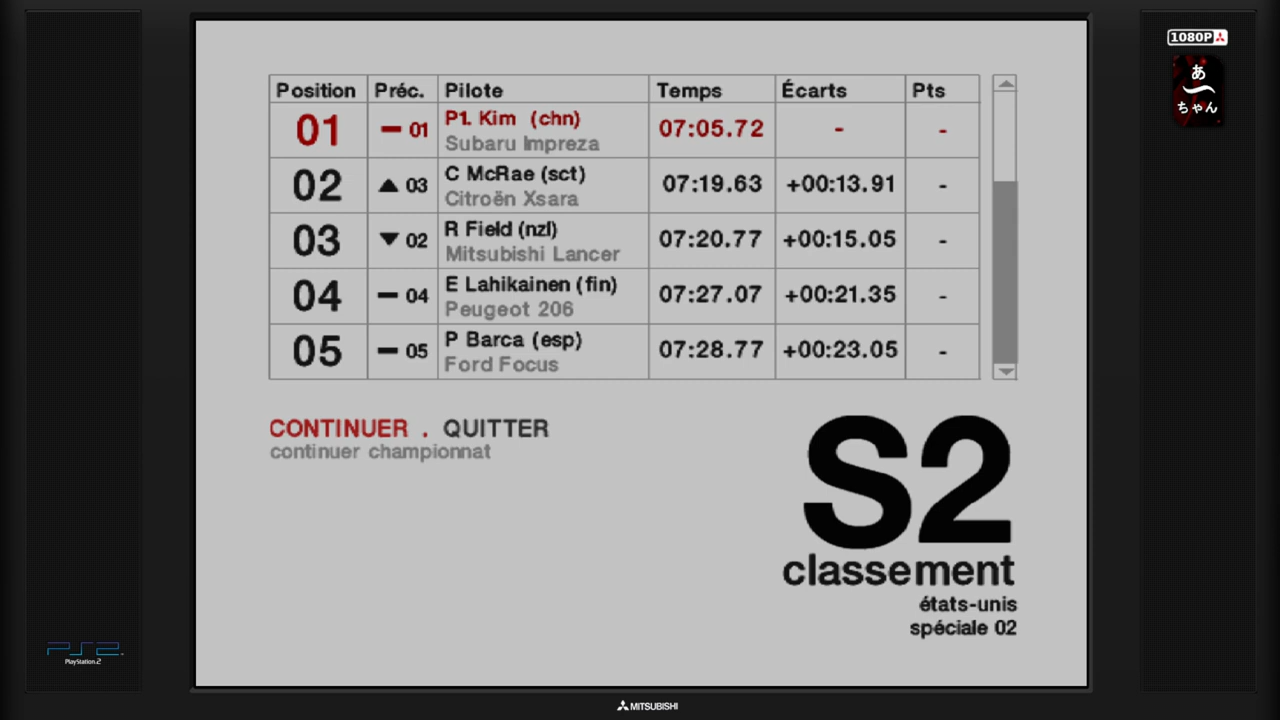 1080P
あ
ー
ちゃん
Position Préc. Pilote Temps Écarts Pts
01 01 P1. Kim (chn) 07:05.72 - -
Subaru Impreza
02 03 C McRae (sct) 07:19.63 +00:13.91 -
Citroën Xsara
03 02 R Field (nzl) 07:20.77 +00:15.05 -
Mitsubishi Lancer
04 04 E Lahikainen (fin) 07:27.07 +00:21.35 -
Peugeot 206
05 05 P Barca (esp) 07:28.77 +00:23.05 -
Ford Focus
CONTINUER . QUITTER
continuer championnat
S2
classement
états-unis
spéciale 02
PS2
PlayStation.2
MITSUBISHI